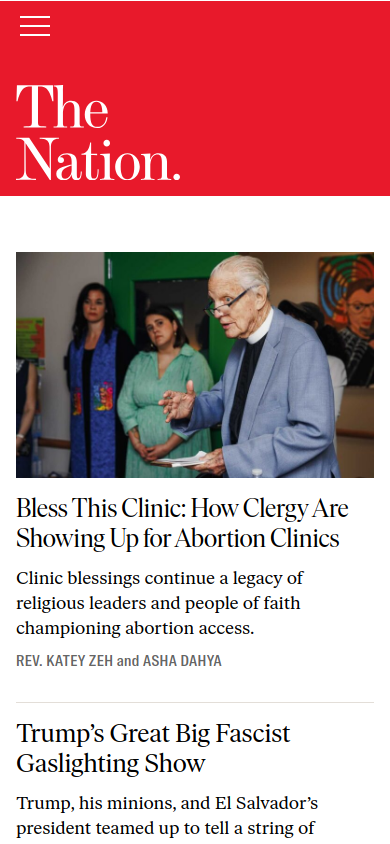 The
Nation.
Bless This Clinic: How Clergy Are
Showing Up for Abortion Clinics
Clinic blessings continue a legacy of
religious leaders and people of faith
championing abortion access.
REV. KATEY ZEH and ASHA DAHYA
Trump’s Great Big Fascist
Gaslighting Show
Trump, his minions, and El Salvador’s
president teamed up to tell a string of